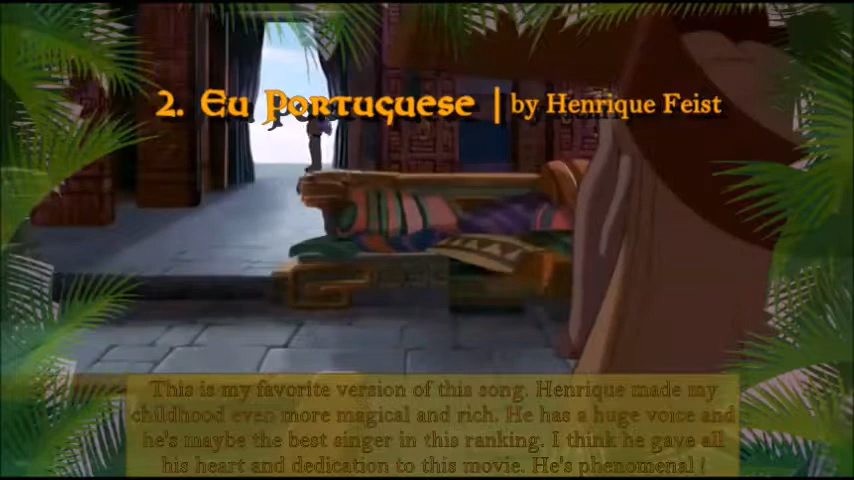 2. Eu Portuguese | by Henrique Feist
This is my favorite version of this song. Henrique made my
childhood even more magical and rich. He has a huge voice and
he's maybe the best singer in this ranking. I think he gave all
his heart and dedication to this movie. He's phenomenal !